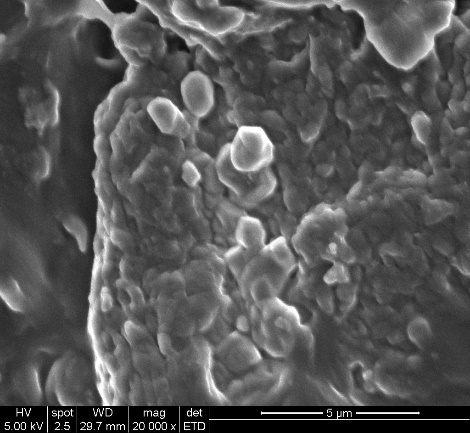 HV spot WD mag det
5.00 kV 2.5 29.7 mm 20 000 x ETD 5 µm